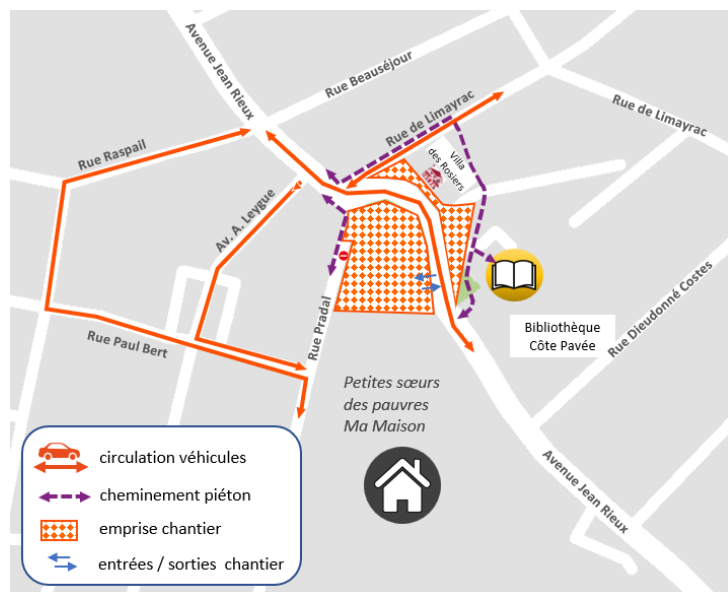 Avenue Jean Rieux
Rue Beauséjour
Rue de Limayrac
Rue de Limayrac
Rue Raspail
Villa
des Rosiers
Av. A. Leygue
Rue Pradal
Rue Paul Bert
Bibliothèque
Côte Pavée
Rue Dieudonné Costes
Petites sœurs
des pauvres
Ma Maison
Avenue Jean Rieux
circulation véhicules
cheminement piéton
emprise chantier
entrées / sorties chantier